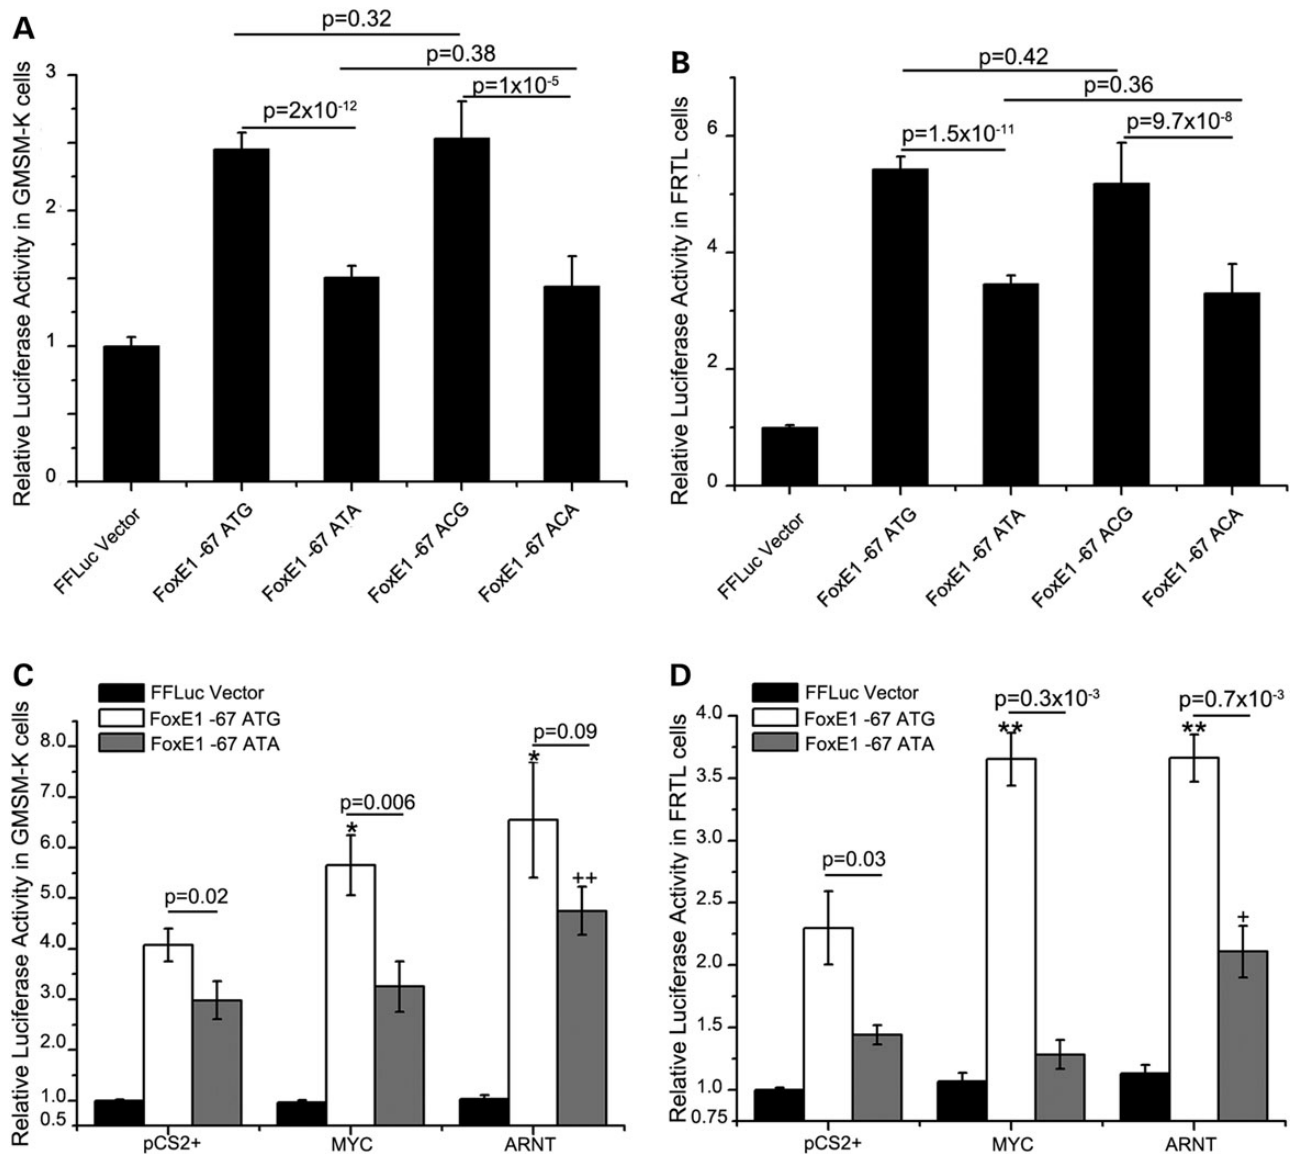 A
p=0.32
p=0.38
p=2x10-12
p=1x10-5
Relative Luciferase Activity in GMSM-K cells
3
2
1
0
FFLuc Vector
FoxE1 -67 ATG
FoxE1 -67 ATA
FoxE1 -67 ACG
FoxE1 -67 ACA
B
p=0.42
p=0.36
p=1.5x10-11
p=9.7x10-8
Relative Luciferase Activity in FRTL cells
6
4
2
0
FFLuc Vector
FoxE1 -67 ATG
FoxE1 -67 ATA
FoxE1 -67 ACG
FoxE1 -67 ACA
C
FFLuc Vector
FoxE1 -67 ATG
FoxE1 -67 ATA
Relative Luciferase Activity in GMSM-K cells
8.0
7.0
6.0
5.0
4.0
3.0
2.0
1.0
0.5
p=0.02
p=0.006
*
p=0.09
*
++
pCS2+
MYC
ARNT
D
FFLuc Vector
FoxE1 -67 ATG
FoxE1 -67 ATA
Relative Luciferase Activity in FRTL cells
4.0
3.5
3.0
2.5
2.0
1.5
1.0
0.75
p=0.03
p=0.3x10-3
**
p=0.7x10-3
**
+
pCS2+
MYC
ARNT